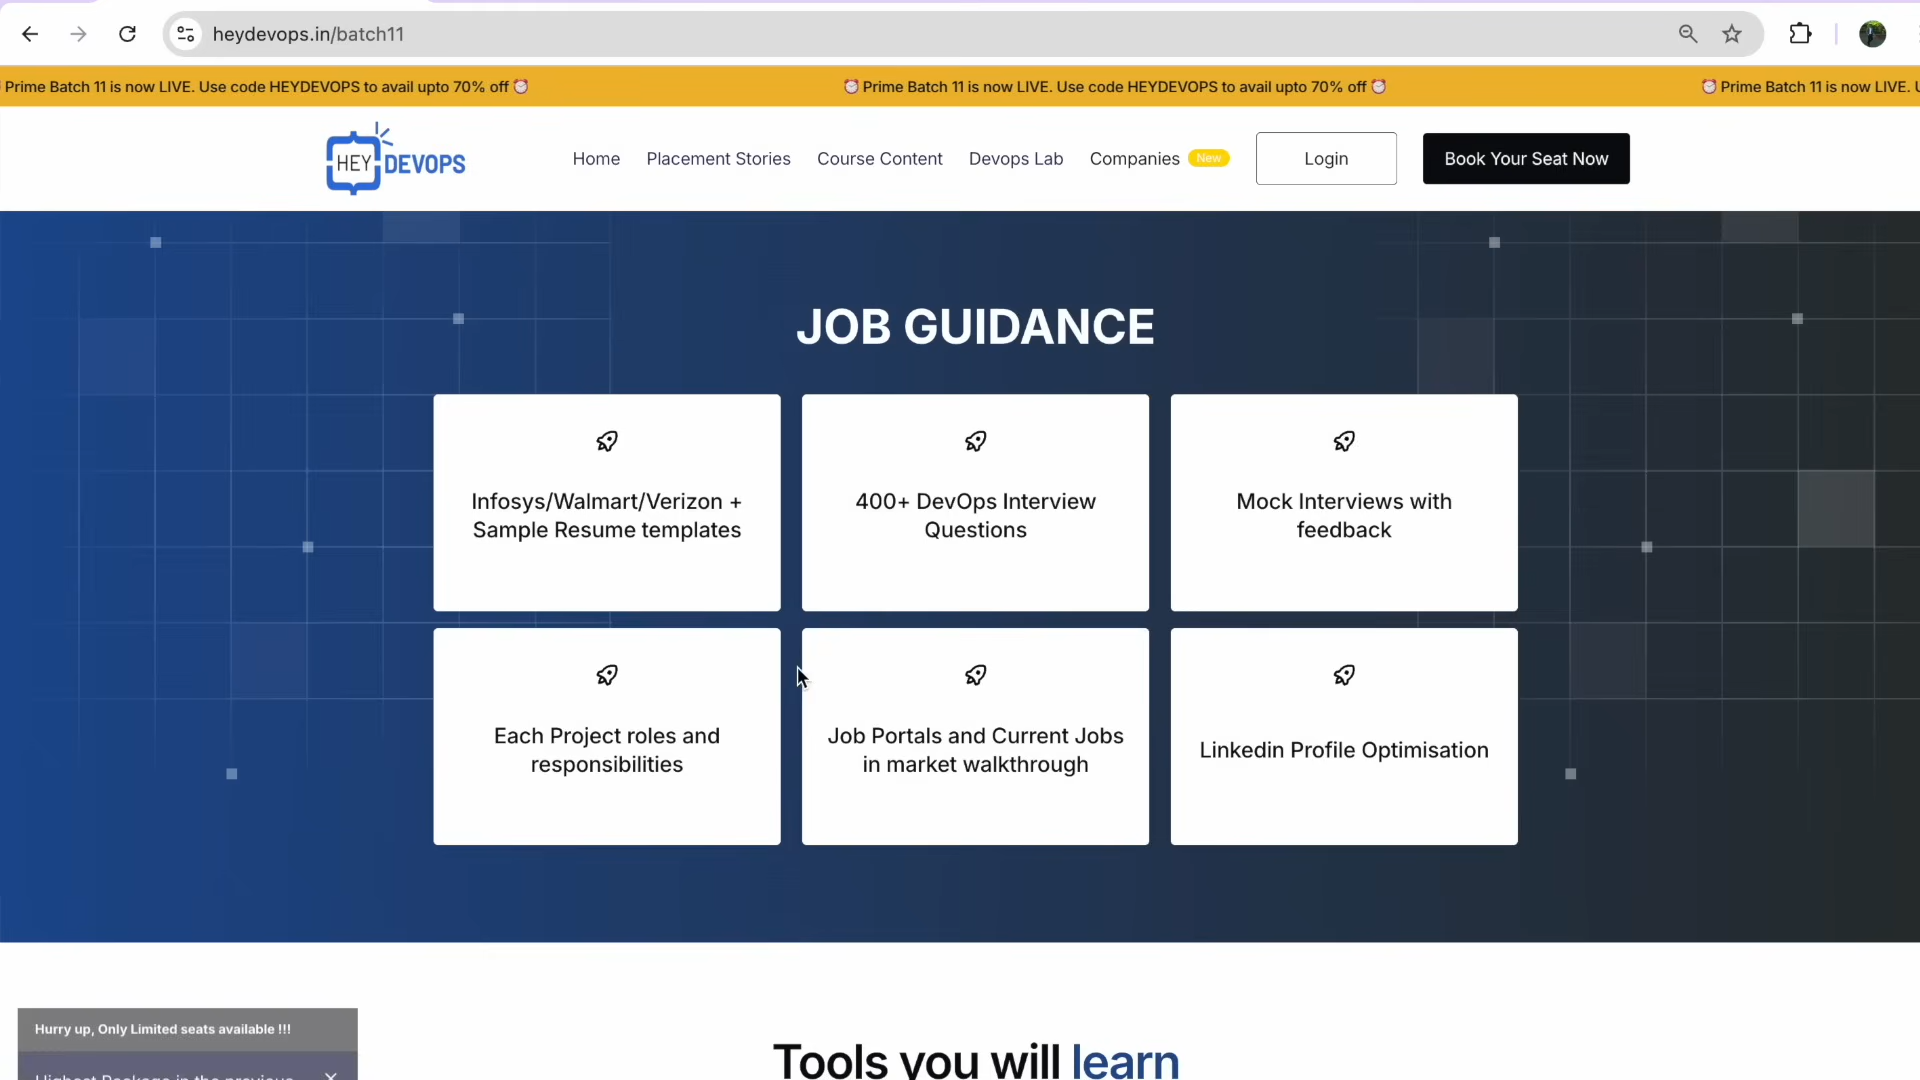 heydevops.in/batch11
Prime Batch 11 is now LIVE. Use code HEYDEVOPS to avail upto 70% off ⏰ ⏰ Prime Batch 11 is now LIVE. Use code HEYDEVOPS to avail upto 70% off ⏰ ⏰ Prime Batch 11 is now LIVE.
HEY DEVOPS
Home Placement Stories Course Content Devops Lab Companies New Login Book Your Seat Now
JOB GUIDANCE
Infosys/Walmart/Verizon +
Sample Resume templates
400+ DevOps Interview
Questions
Mock Interviews with
feedback
Each Project roles and
responsibilities
Job Portals and Current Jobs
in market walkthrough
Linkedin Profile Optimisation
Hurry up, Only Limited seats available !!!
Highest Package in the previous
Tools you will learn